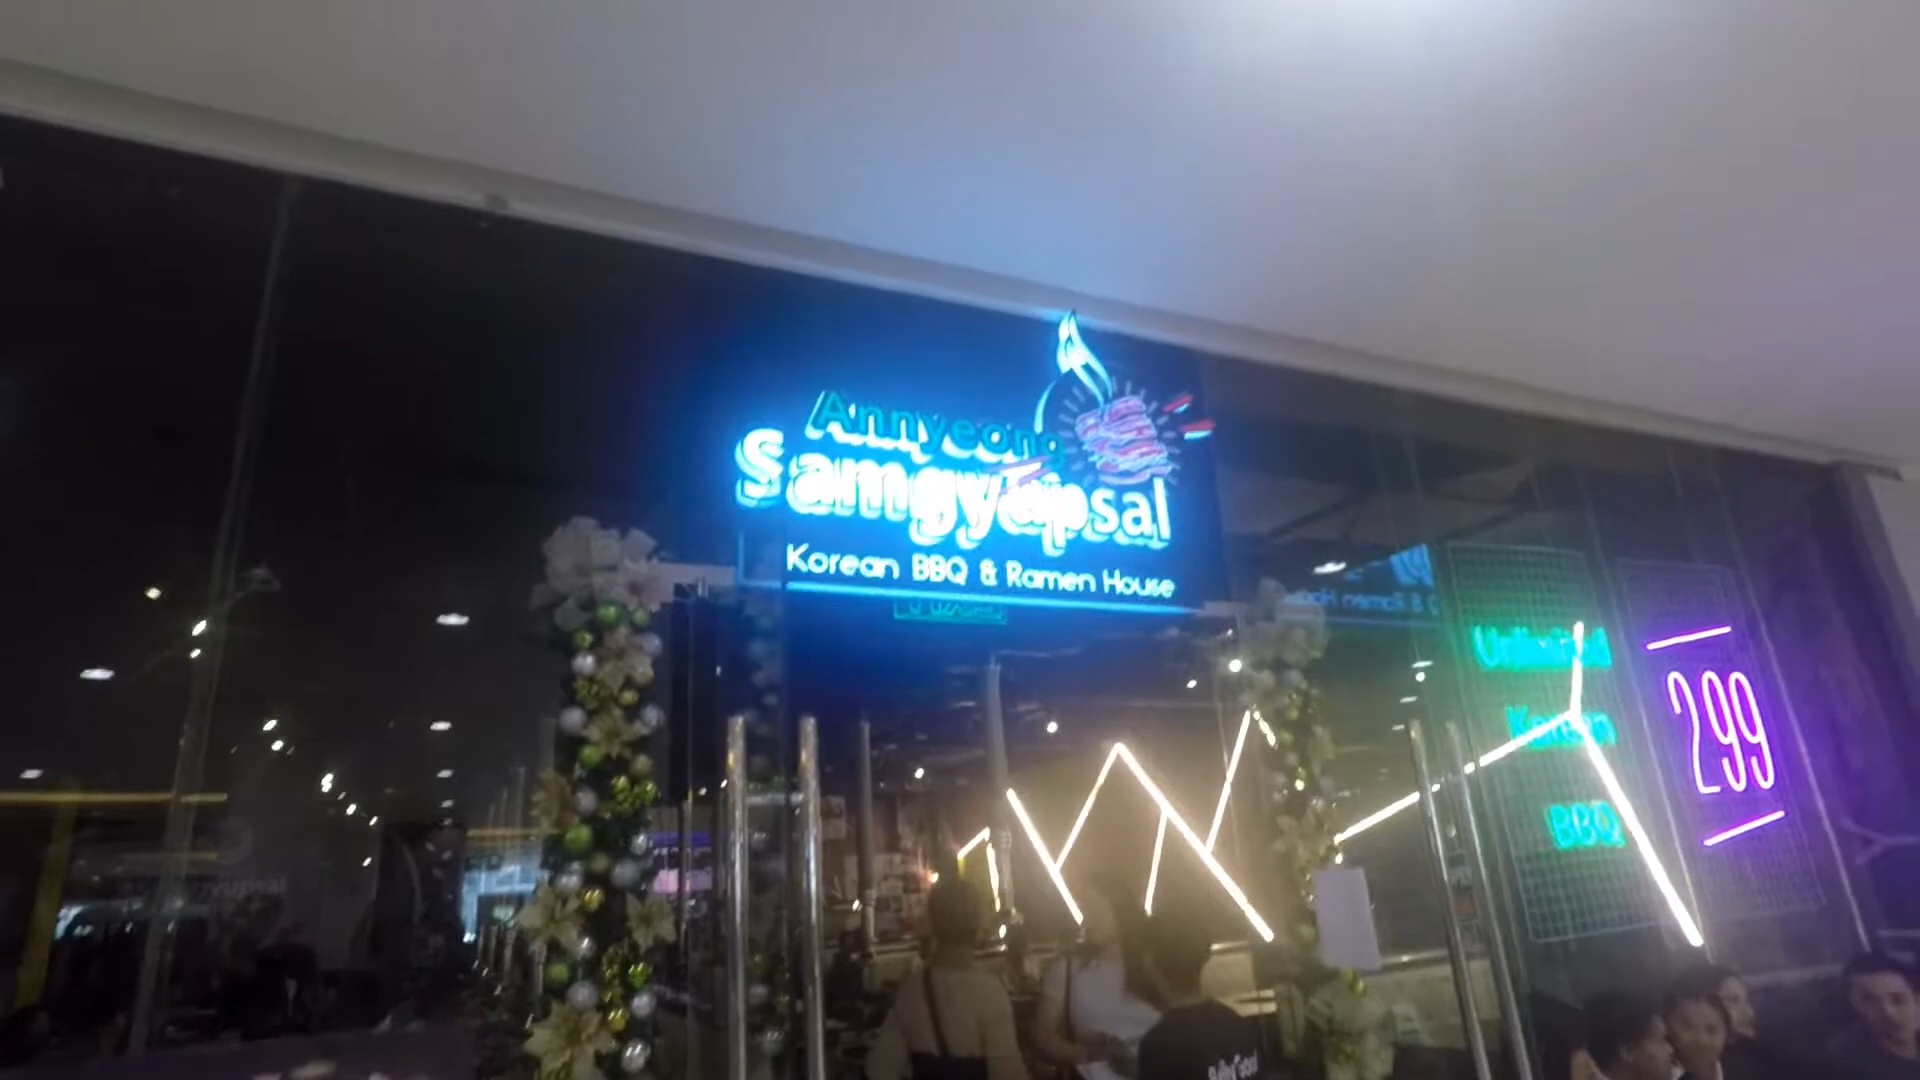 Annyeong
Samgyupsal
Korean BBQ & Ramen House
Unlimited
Korean
BBQ
299